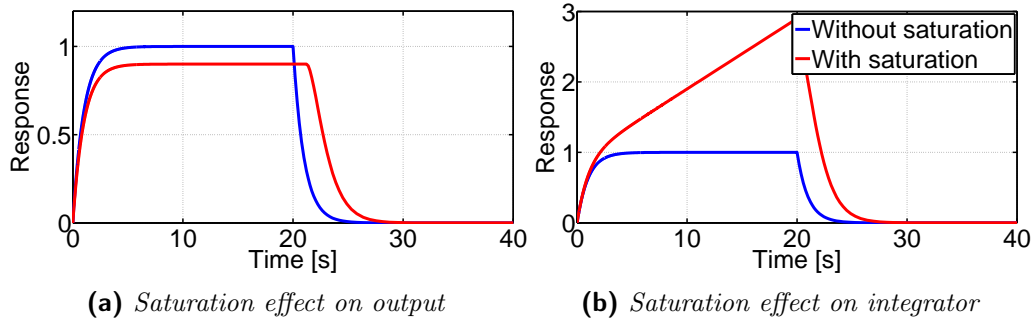 Response
1
0.5
0
0
10
20
30
40
Time [s]
(a) Saturation effect on output
Response
3
2
1
0
0
10
20
30
40
Time [s]
Without saturation
With saturation
(b) Saturation effect on integrator